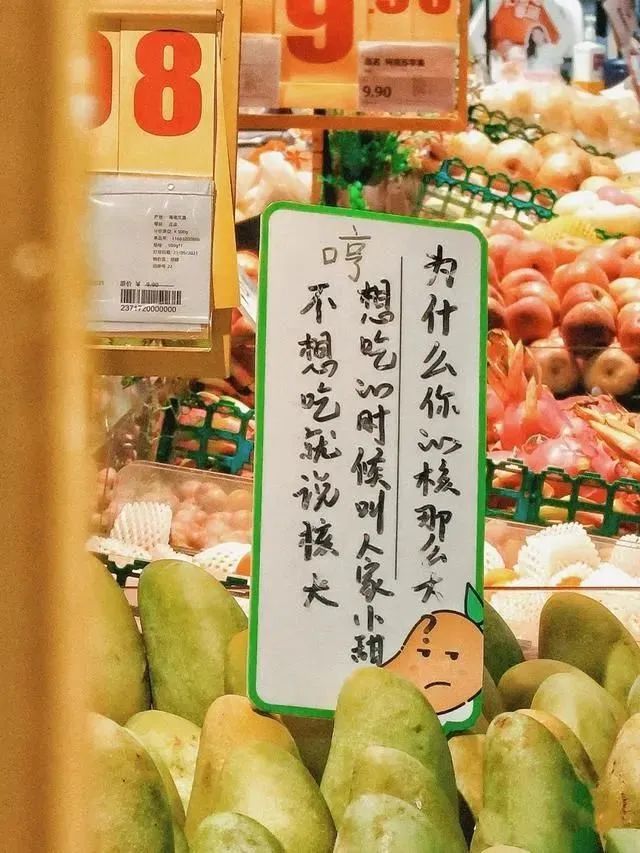 8
9
9.90
2371720000000
为什么你的核那么大？
哼
想吃的时候叫人家小甜
不想吃就说核大